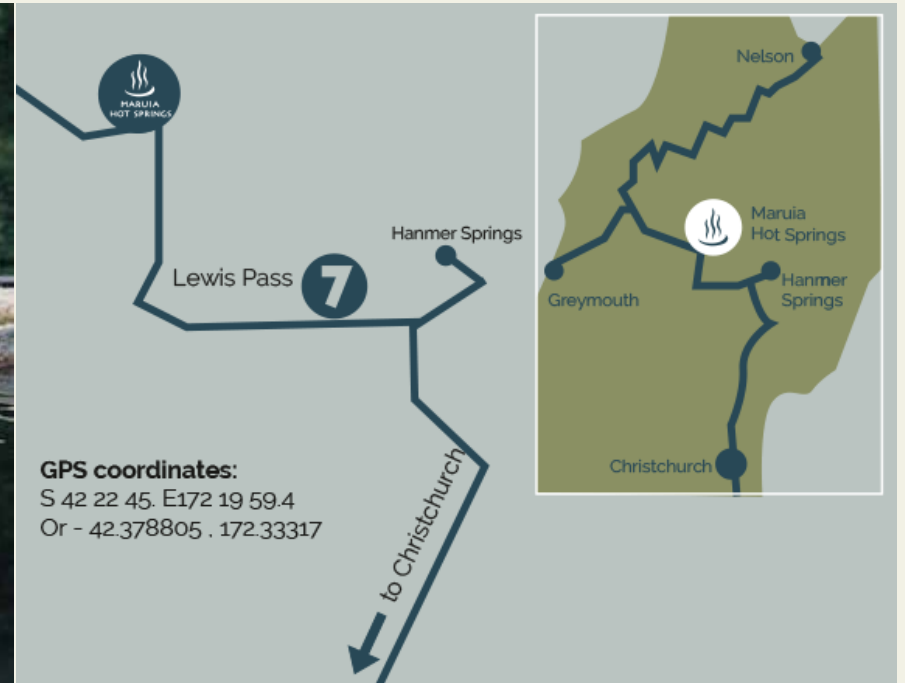 MARUIA
HOT SPRINGS
Hanmer Springs
Lewis Pass
7
to Christchurch
GPS coordinates:
S 42 22 45. E172 19 59.4
Or - 42.378805 , 172.33317
Nelson
Maruia
Hot Springs
Hanmer
Springs
Greymouth
Christchurch